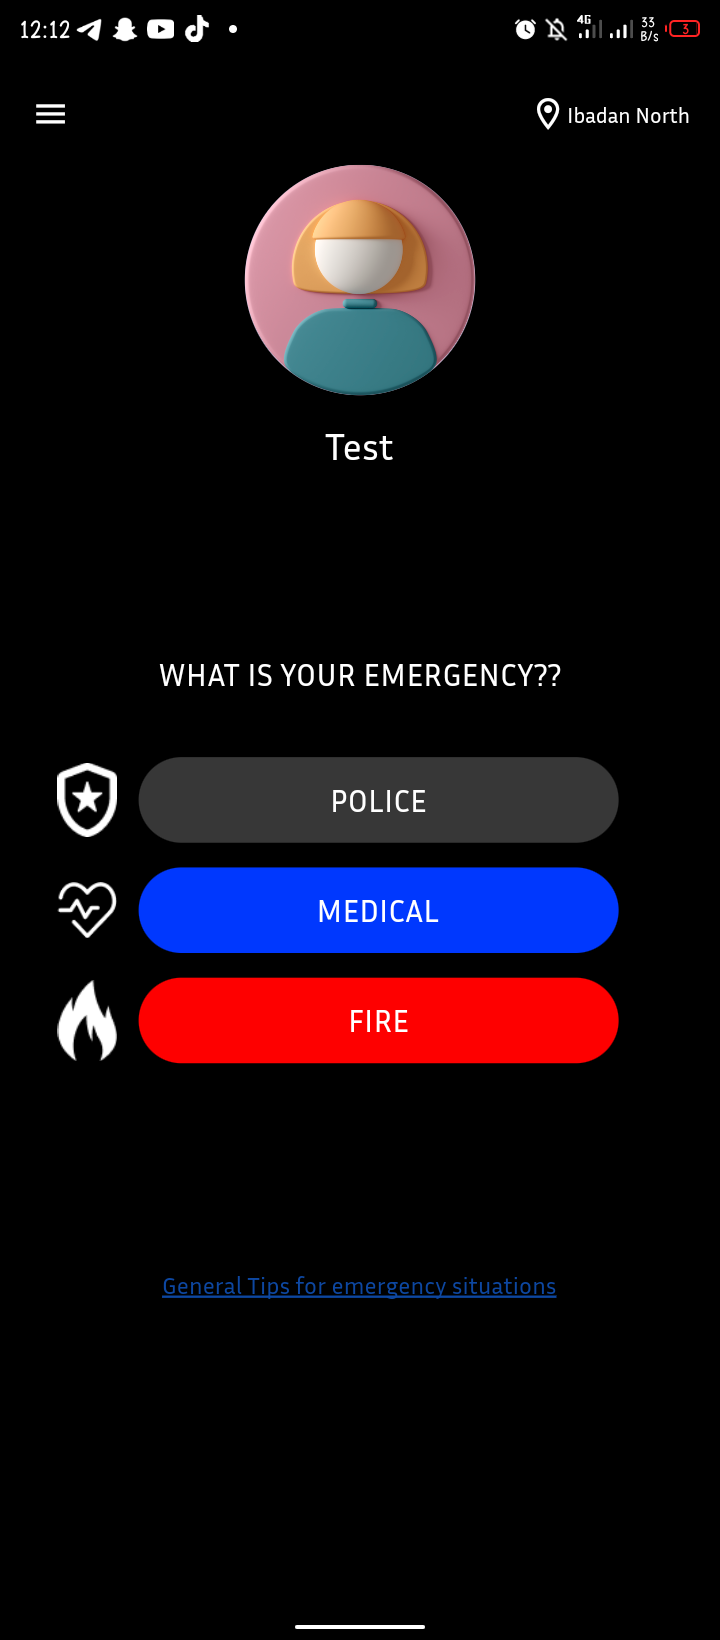 12:12
4G
33
B/s
3
Ibadan North
Test
WHAT IS YOUR EMERGENCY??
POLICE
MEDICAL
FIRE
General Tips for emergency situations